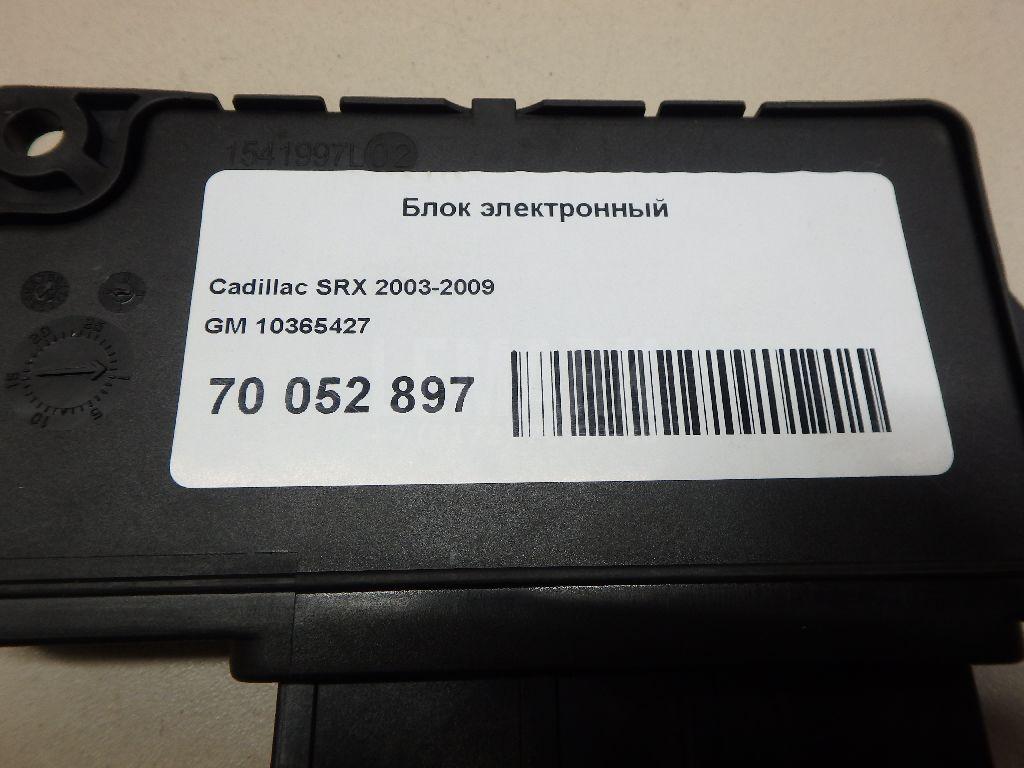 1541997L02
Блок электронный
Cadillac SRX 2003-2009
GM 10365427
70 052 897